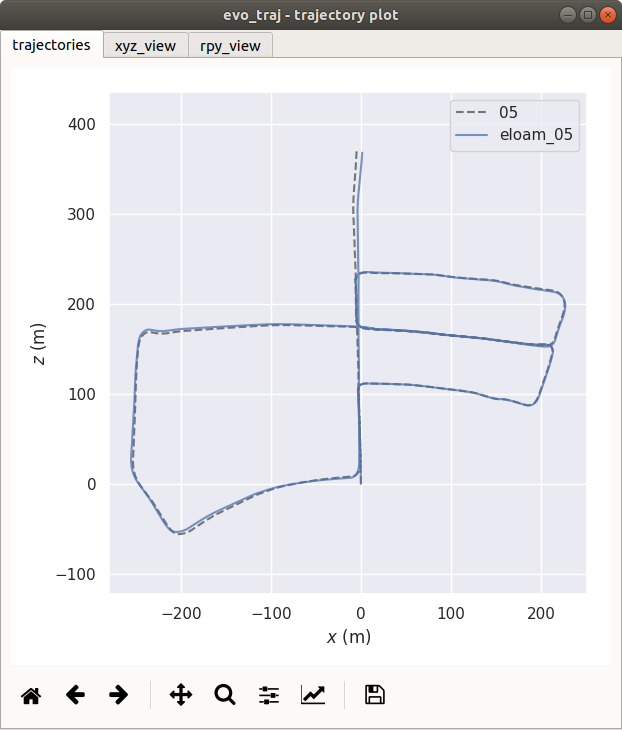 evo_traj - trajectory plot
trajectories xyz_view rpy_view
05
eloam_05
400
300
200
100
0
−100
z (m)
−200 −100 0 100 200
x (m)